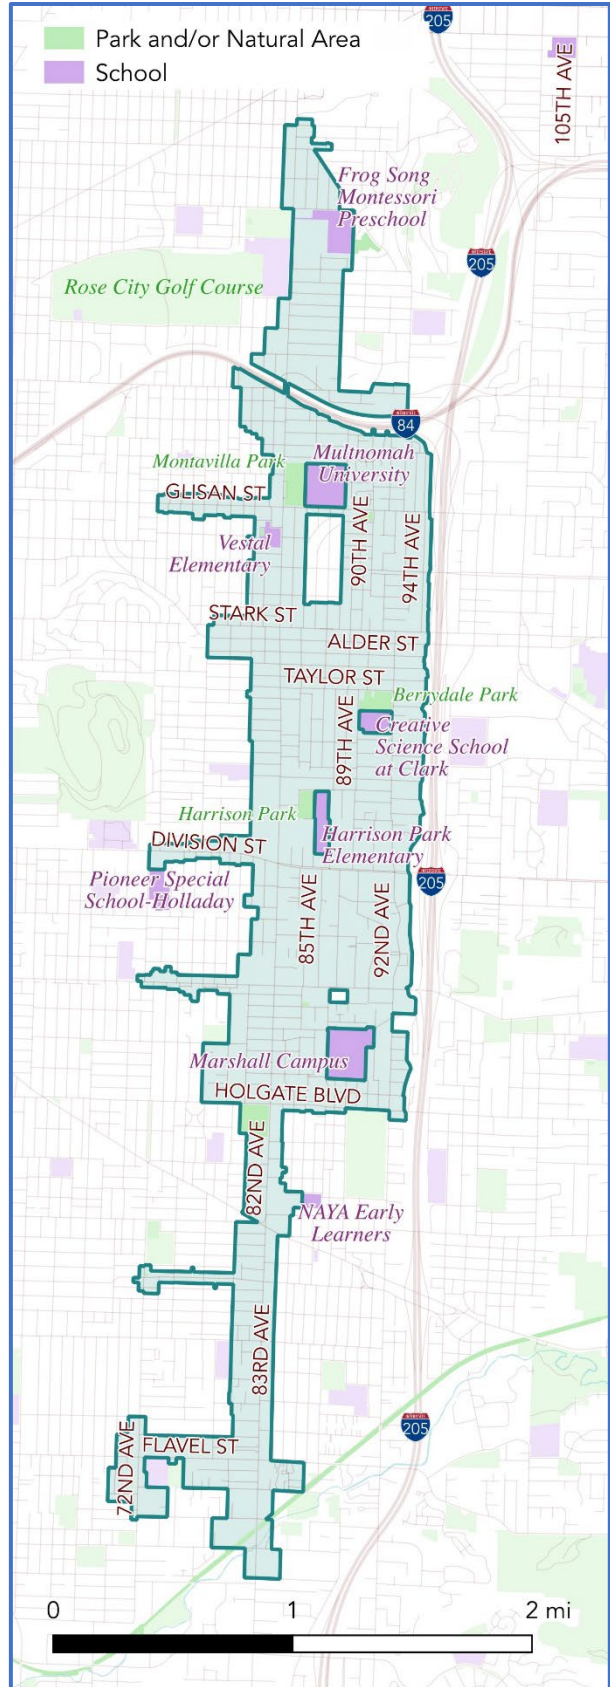 Park and/or Natural Area
School
205
105TH AVE
Frog Song
Montessori
Preschool
205
Rose City Golf Course
84
Montavilla Park
Multnomah
University
GLISAN ST
90TH AVE
94TH AVE
Vestal
Elementary
STARK ST
ALDER ST
TAYLOR ST
Berrydale Park
89TH AVE
Creative
Science School
at Clark
Harrison Park
DIVISION ST
Harrison Park
Elementary
Pioneer Special
School-Holladay
205
85TH AVE
92ND AVE
Marshall Campus
HOLGATE BLVD
82ND AVE
NAYA Early
Learners
83RD AVE
205
72ND AVE
FLAVEL ST
0 1 2 mi